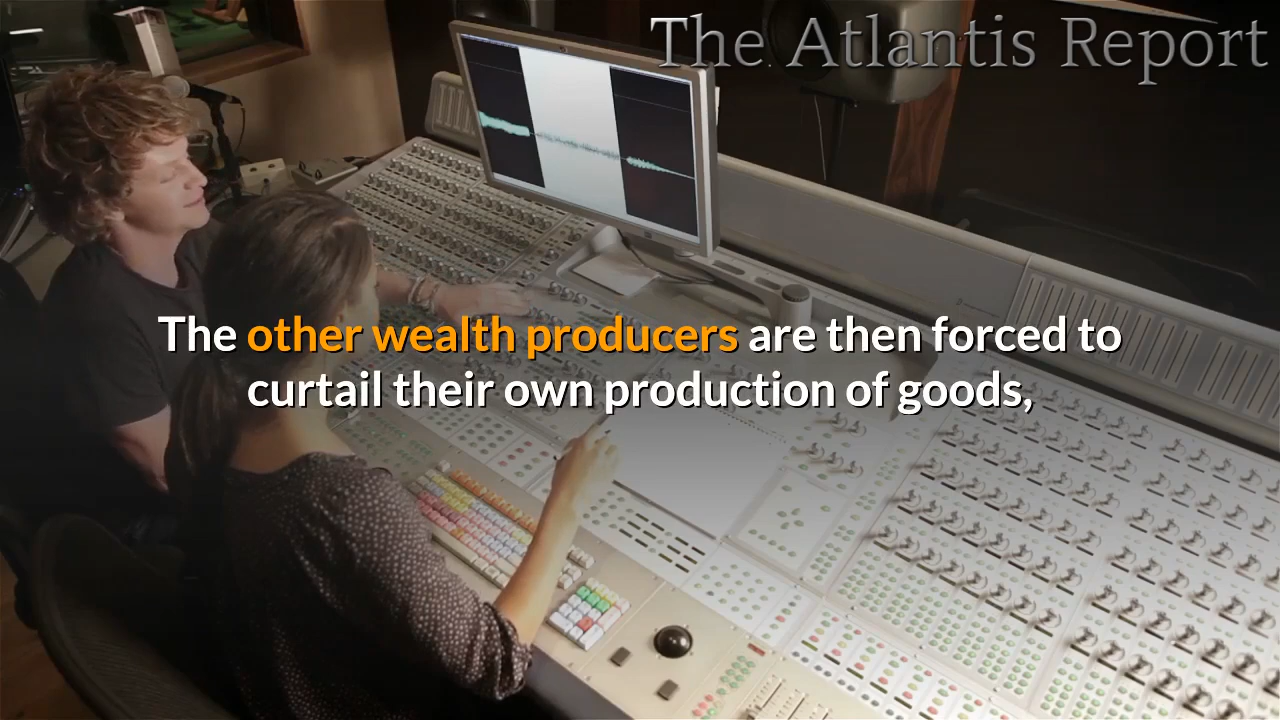 The Atlantis Report
The other wealth producers are then forced to
curtail their own production of goods,